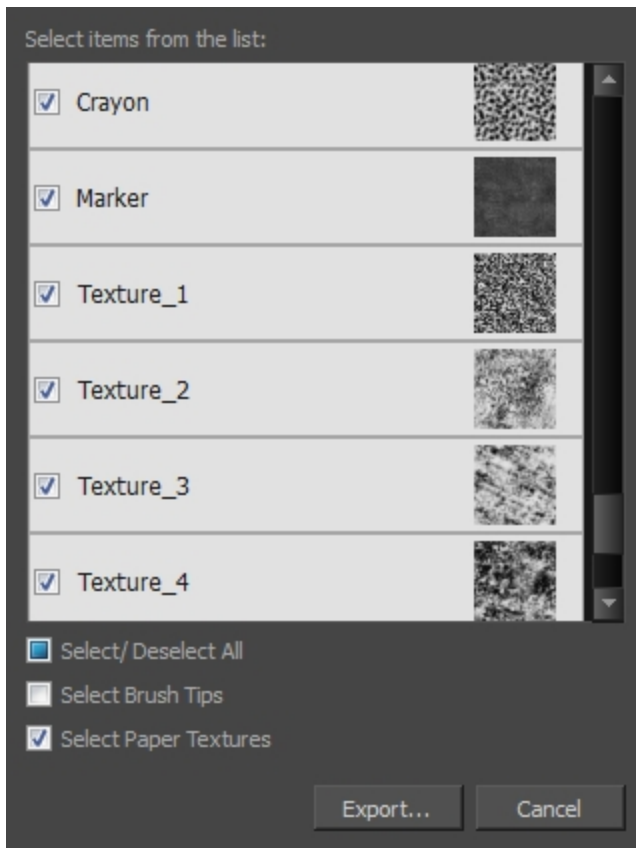 Select items from the list:
Crayon
Marker
Texture_1
Texture_2
Texture_3
Texture_4
Select/ Deselect All
Select Brush Tips
Select Paper Textures
Export... Cancel